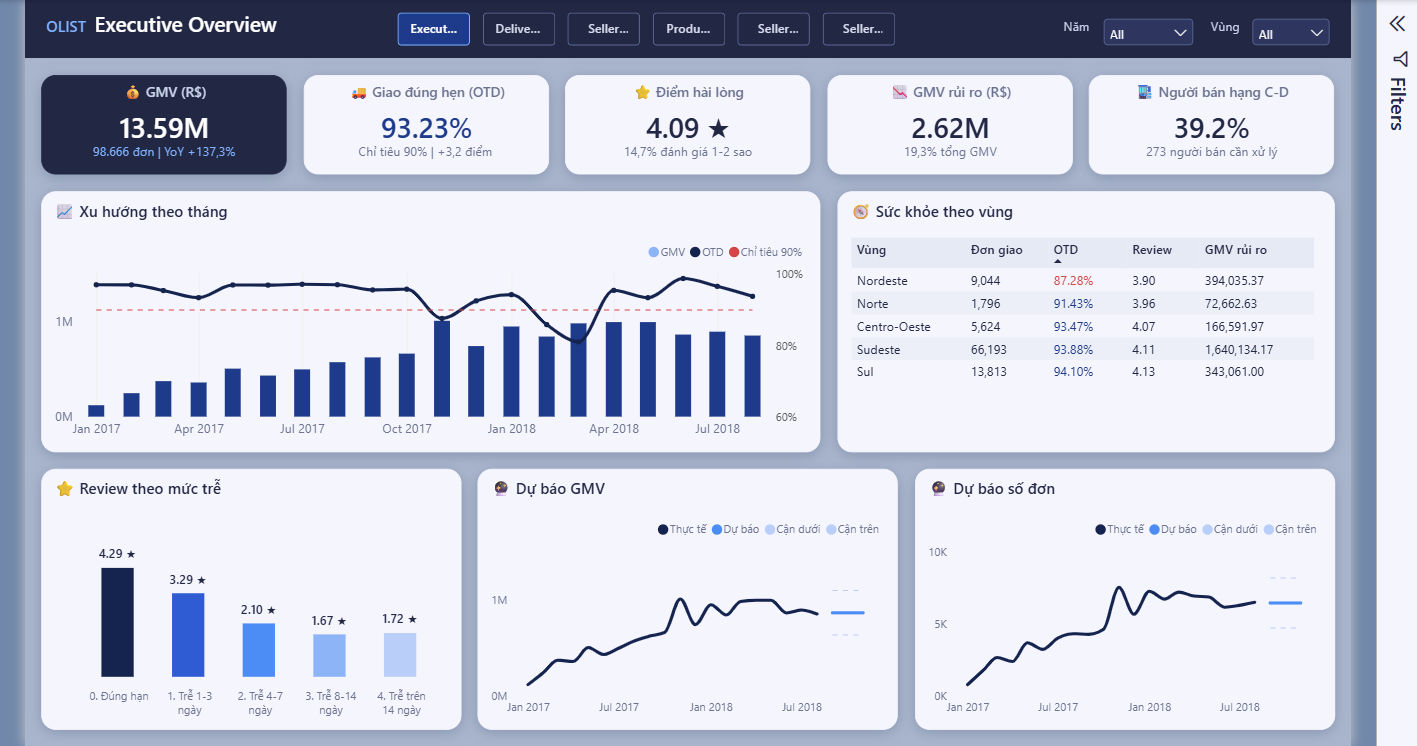 OLIST Executive Overview
Execut...
Delive...
Seller...
Produ...
Seller...
Seller...
Năm
All
Vùng
All
Filters
GMV (R$)
13.59M
98.666 đơn | YoY +137,3%
Giao đúng hẹn (OTD)
93.23%
Chỉ tiêu 90% | +3,2 điểm
Điểm hài lòng
4.09 ★
14,7% đánh giá 1-2 sao
GMV rủi ro (R$)
2.62M
19,3% tổng GMV
Người bán hạng C-D
39.2%
273 người bán cần xử lý
Xu hướng theo tháng
GMV OTD Chỉ tiêu 90%
100%
1M
80%
0M
60%
Jan 2017 Apr 2017 Jul 2017 Oct 2017 Jan 2018 Apr 2018 Jul 2018
Sức khỏe theo vùng
Vùng Đơn giao OTD Review GMV rủi ro
Nordeste 9,044 87.28% 3.90 394,035.37
Norte 1,796 91.43% 3.96 72,662.63
Centro-Oeste 5,624 93.47% 4.07 166,591.97
Sudeste 66,193 93.88% 4.11 1,640,134.17
Sul 13,813 94.10% 4.13 343,061.00
Review theo mức trễ
4.29 ★
3.29 ★
2.10 ★
1.67 ★
1.72 ★
0. Đúng hạn
1. Trễ 1-3
ngày
2. Trễ 4-7
ngày
3. Trễ 8-14
ngày
4. Trễ trên
14 ngày
Dự báo GMV
Thực tế Dự báo Cận dưới Cận trên
1M
0M
Jan 2017 Jul 2017 Jan 2018 Jul 2018
Dự báo số đơn
Thực tế Dự báo Cận dưới Cận trên
10K
5K
0K
Jan 2017 Jul 2017 Jan 2018 Jul 2018